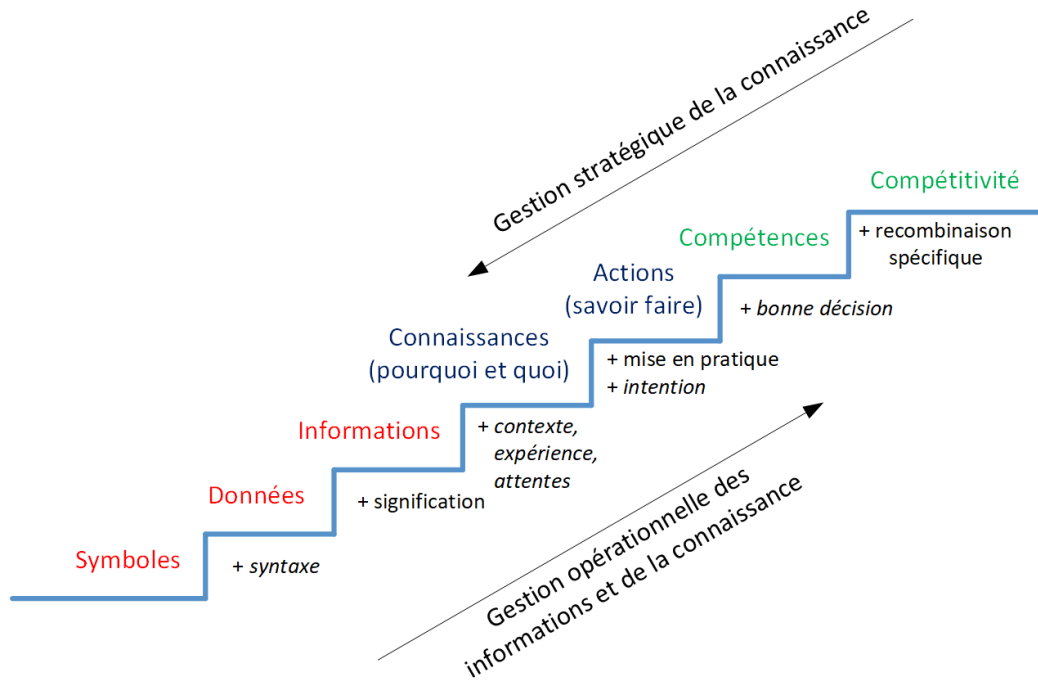 Gestion stratégique de la connaissance
Compétitivité
+ recombinaison
spécifique
Compétences
+ bonne décision
Actions
(savoir faire)
+ mise en pratique
+ intention
Connaissances
(pourquoi et quoi)
+ contexte,
expérience,
attentes
Informations
+ signification
Données
+ syntaxe
Symboles
Gestion opérationnelle des
informations et de la connaissance